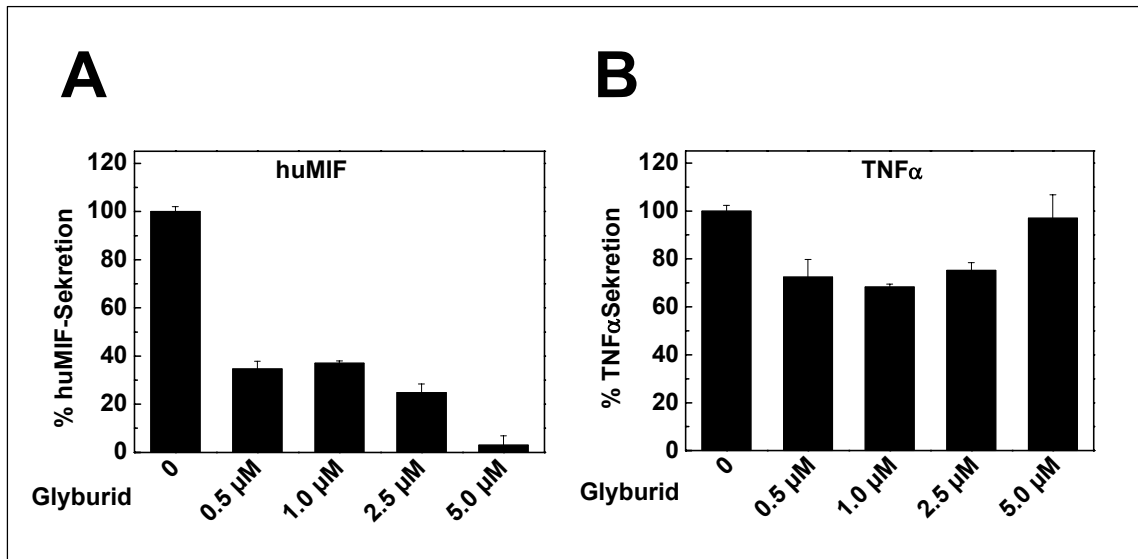 A
B
huMIF
% huMIF-Sekretion
120
100
80
60
40
20
0
0
0.5 µM
1.0 µM
2.5 µM
5.0 µM
Glyburid
TNFα
% TNFαSekretion
120
100
80
60
40
20
0
0
0.5 µM
1.0 µM
2.5 µM
5.0 µM
Glyburid